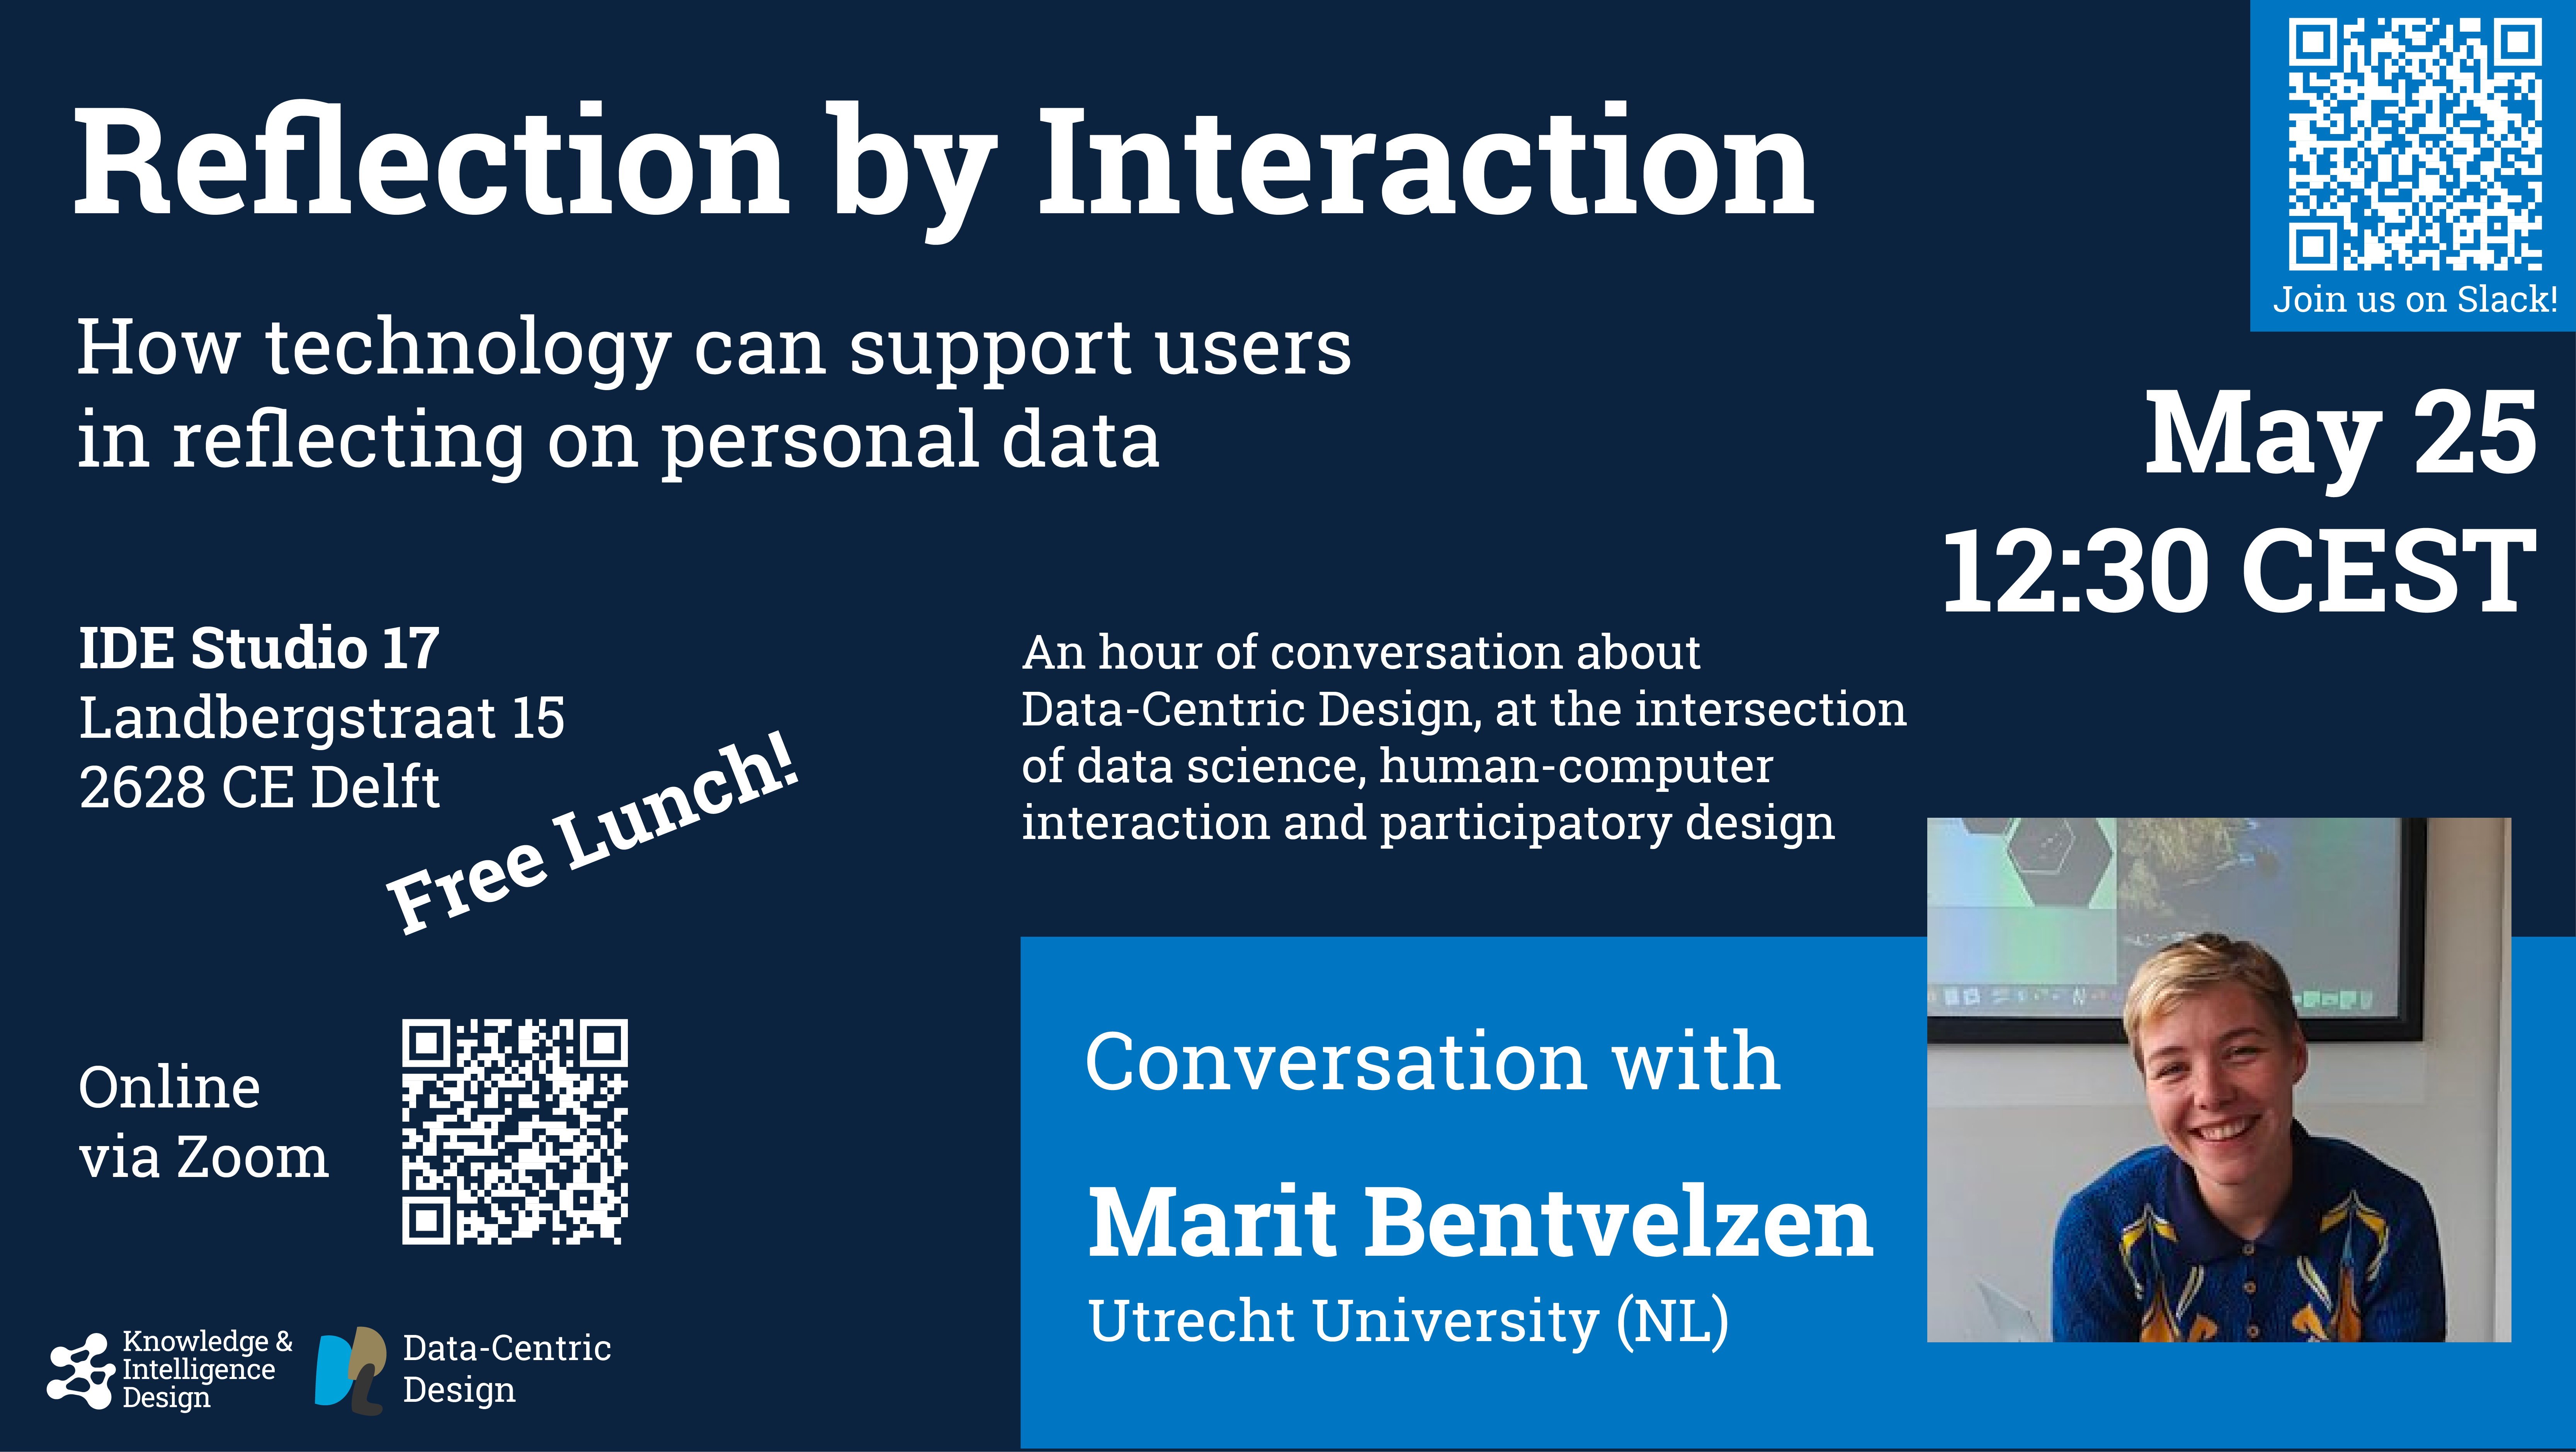 Reflection by Interaction
How technology can support users
in reflecting on personal data
Join us on Slack!
May 25
12:30 CEST
IDE Studio 17
Landbergstraat 15
2628 CE Delft
Free Lunch!
An hour of conversation about
Data-Centric Design, at the intersection
of data science, human-computer
interaction and participatory design
Online
via Zoom
Conversation with
Marit Bentvelzen
Utrecht University (NL)
Knowledge &
Intelligence
Design
Data-Centric
Design